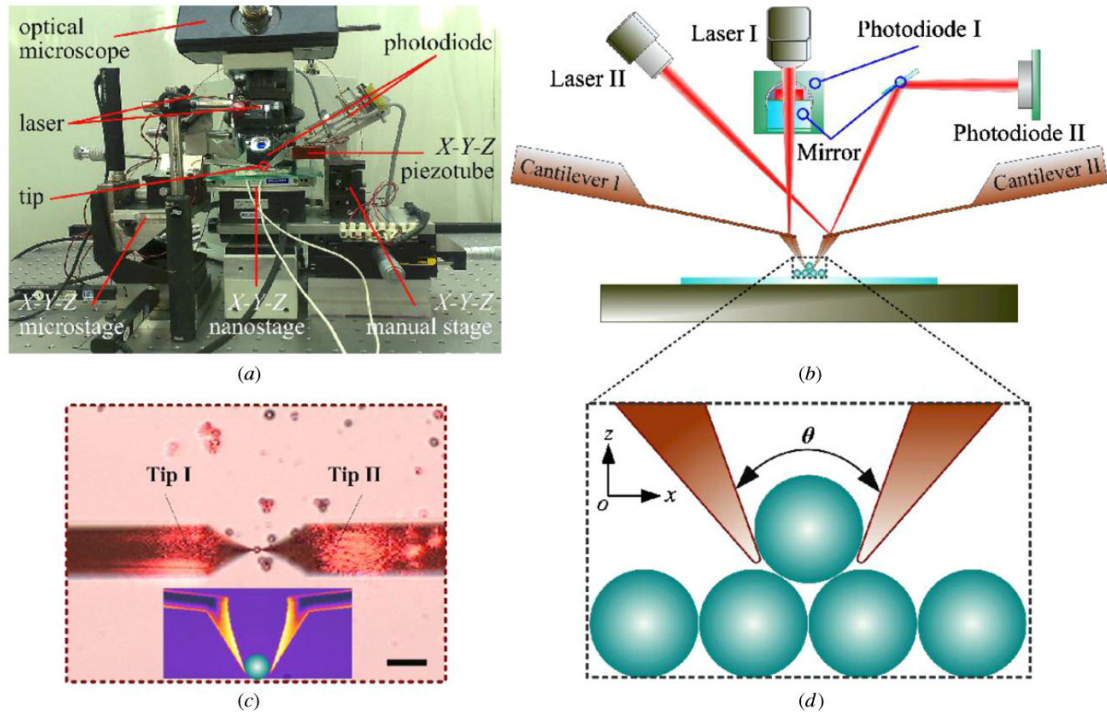 optical
microscope
photodiode
laser
X-Y-Z
piezotube
tip
X-Y-Z
microstage
X-Y-Z
nanostage
X-Y-Z
manual stage
(a)
Laser I
Photodiode I
Laser II
Mirror
Photodiode II
Cantilever I
Cantilever II
(b)
Tip I
Tip II
(c)
z
θ
o
x
(d)